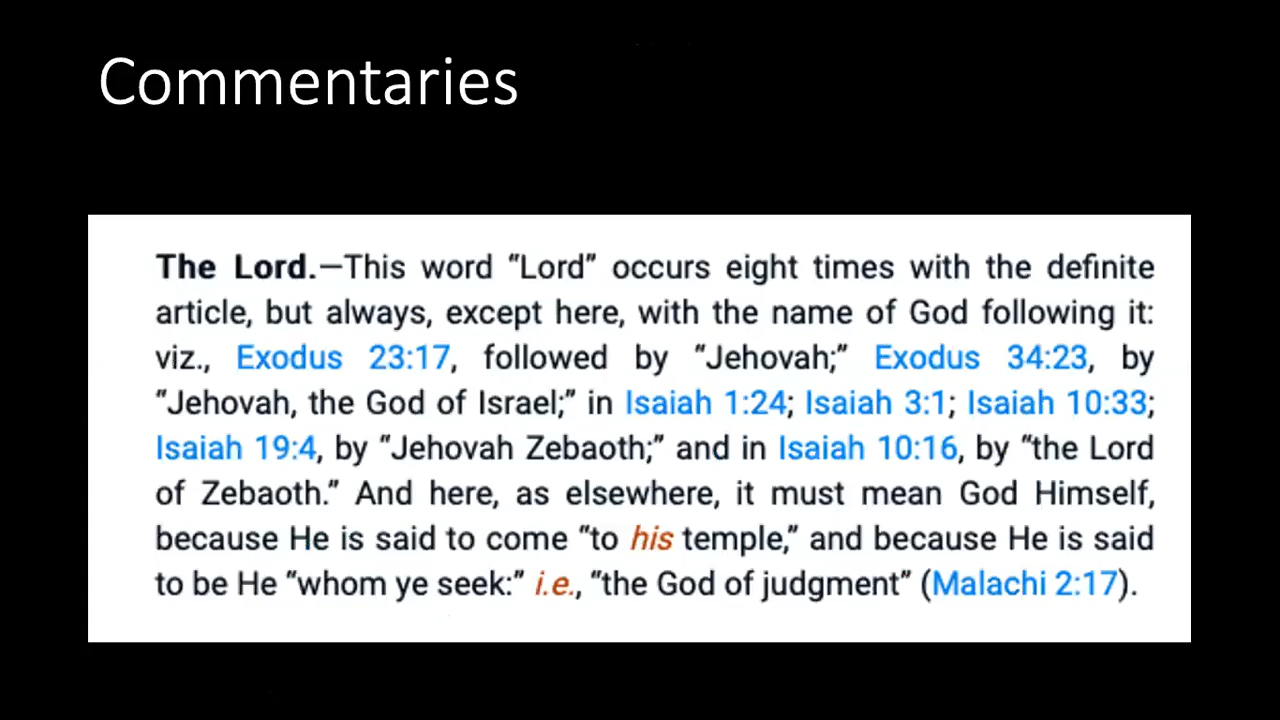 Commentaries
The Lord.—This word “Lord” occurs eight times with the definite
article, but always, except here, with the name of God following it:
viz., Exodus 23:17, followed by “Jehovah;” Exodus 34:23, by
“Jehovah, the God of Israel;” in Isaiah 1:24; Isaiah 3:1; Isaiah 10:33;
Isaiah 19:4, by “Jehovah Zebaoth;” and in Isaiah 10:16, by “the Lord
of Zebaoth.” And here, as elsewhere, it must mean God Himself,
because He is said to come “to his temple,” and because He is said
to be He “whom ye seek:” i.e., “the God of judgment” (Malachi 2:17).